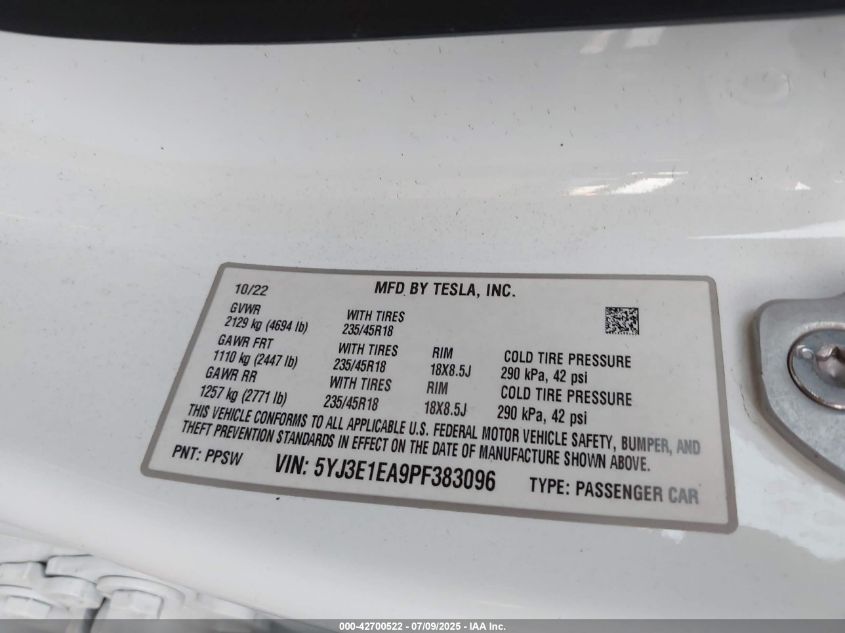 10/22 MFD BY TESLA, INC.
GVWR
2129 kg (4694 lb) WITH TIRES 235/45R18
GAWR FRT
1110 kg (2447 lb) WITH TIRES 235/45R18 RIM 18X8.5J COLD TIRE PRESSURE 290 kPa, 42 psi
GAWR RR
1257 kg (2771 lb) WITH TIRES 235/45R18 RIM 18X8.5J COLD TIRE PRESSURE 290 kPa, 42 psi
THIS VEHICLE CONFORMS TO ALL APPLICABLE U.S. FEDERAL MOTOR VEHICLE SAFETY, BUMPER, AND
THEFT PREVENTION STANDARDS IN EFFECT ON THE DATE OF MANUFACTURE SHOWN ABOVE.
PNT: PPSW VIN: 5YJ3E1EA9PF383096 TYPE: PASSENGER CAR
000-42700522 - 07/09/2025 - IAA Inc.